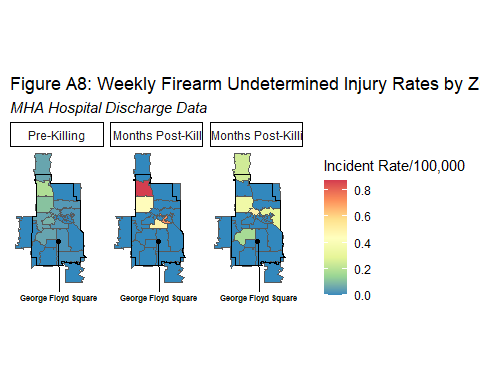 Figure A8: Weekly Firearm Undetermined Injury Rates by Z
MHA Hospital Discharge Data
Pre-Killing
Months Post-Kill
Months Post-Killi
Incident Rate/100,000
0.8
0.6
0.4
0.2
0.0
George Floyd Square
George Floyd Square
George Floyd Square